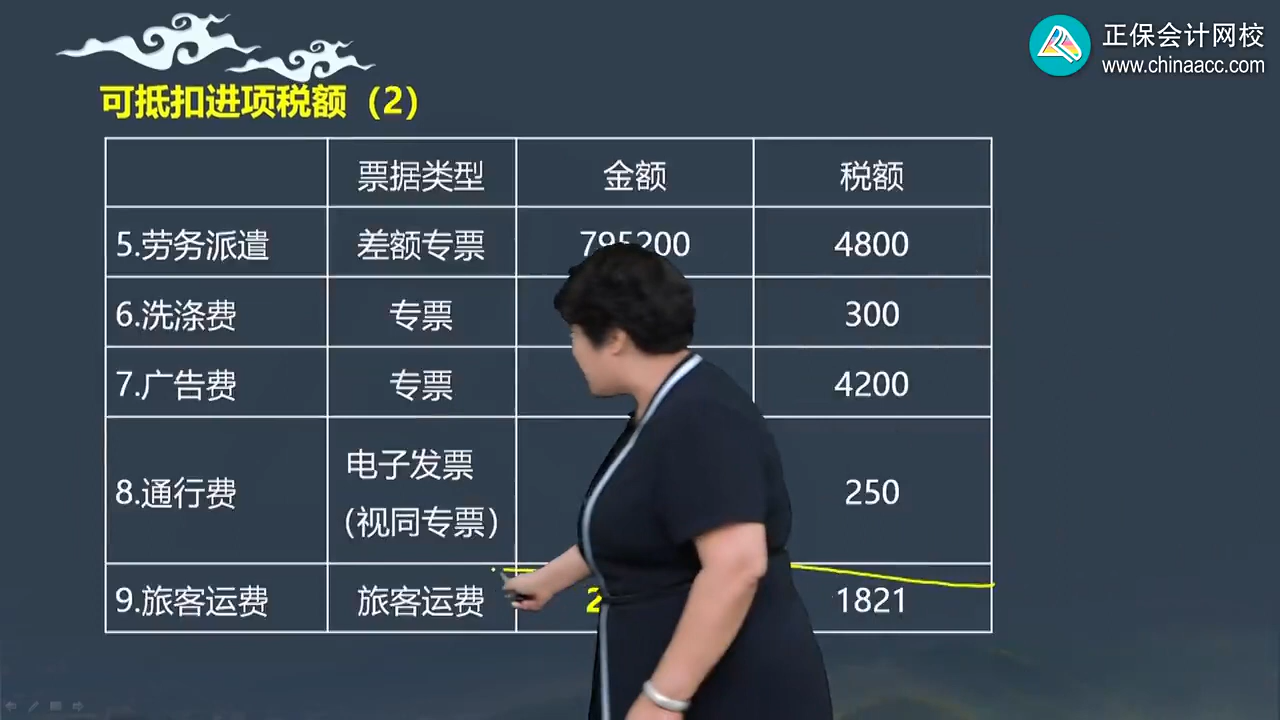 正保会计网校
www.chinaacc.com
可抵扣进项税额（2）
票据类型 金额 税额
5.劳务派遣 差额专票 795200 4800
6.洗涤费 专票 300
7.广告费 专票 4200
8.通行费 电子发票 250
（视同专票）
9.旅客运费 旅客运费 2 1821